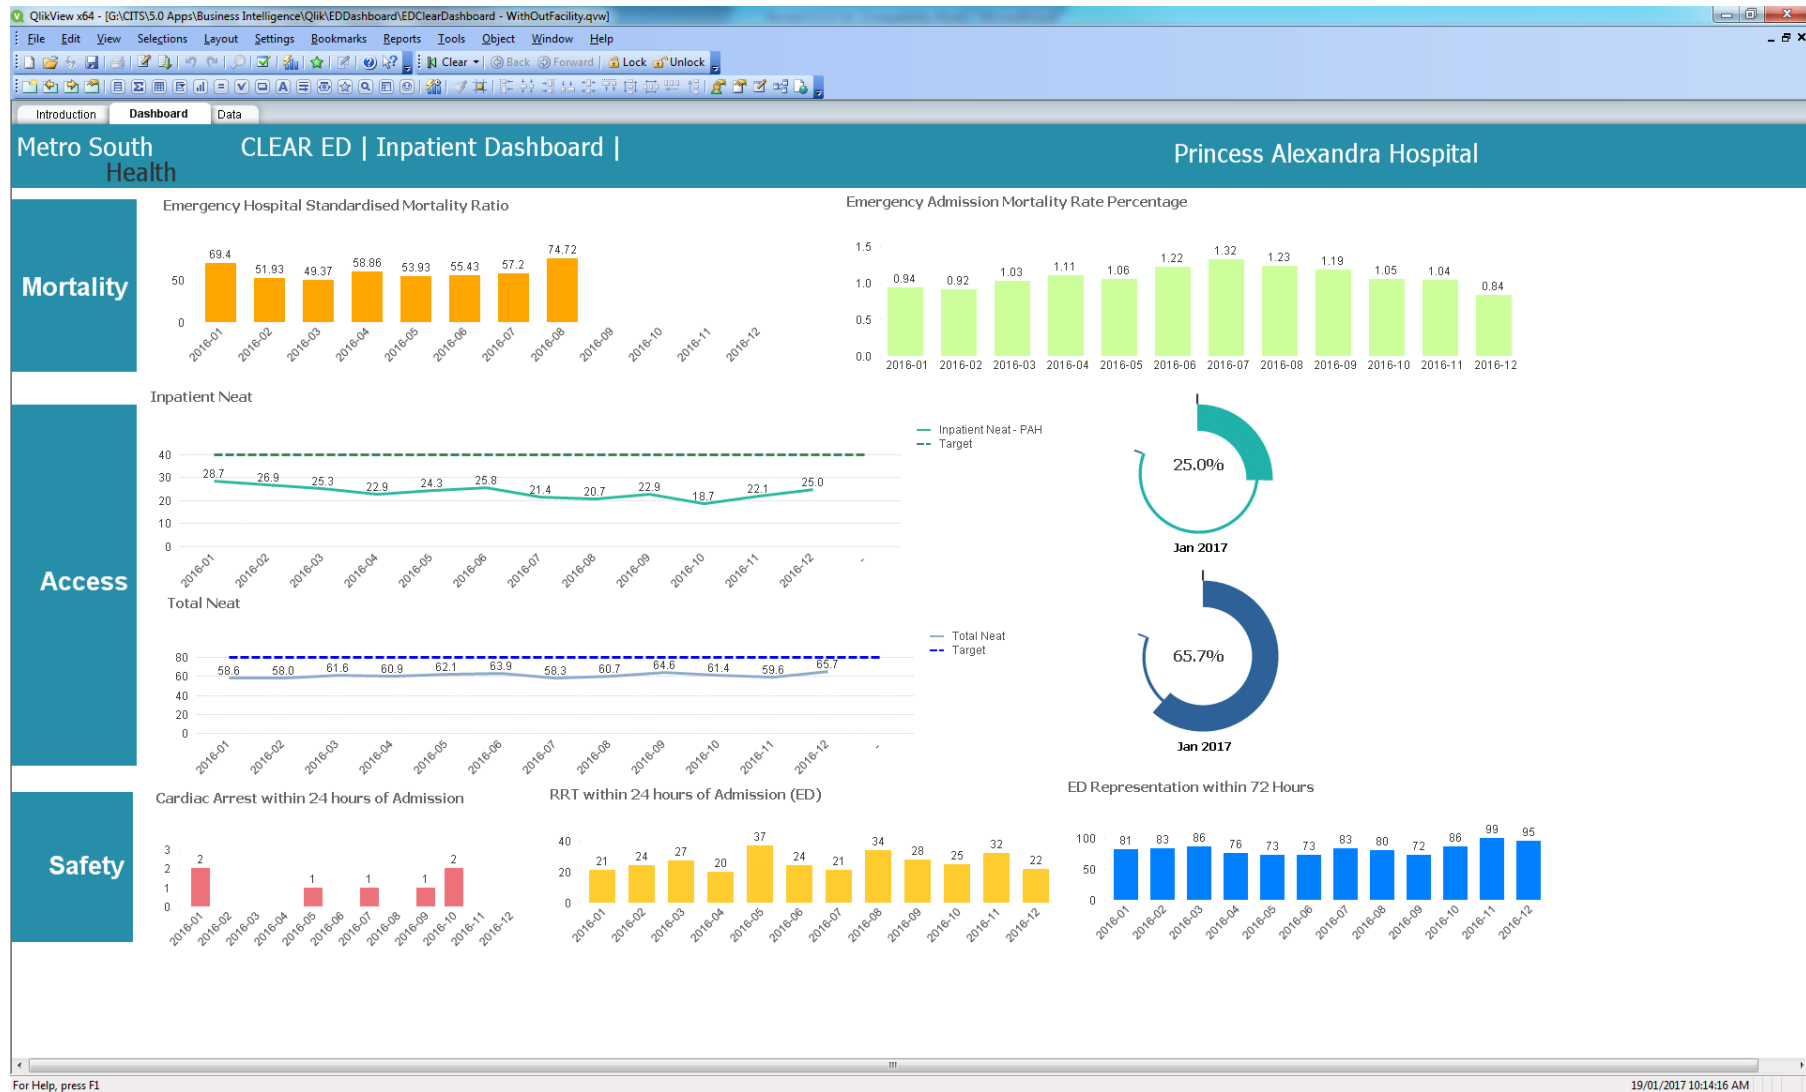 QlikView x64 - [G:\CITS\5.0 Apps\Business Intelligence\Qlik\EDDashboard\EDClearDashboard - WithOutFacility.qvw]
File Edit View Selections Layout Settings Bookmarks Reports Tools Object Window Help
Clear Back Forward Lock Unlock
Introduction Dashboard Data
Metro South Health
CLEAR ED | Inpatient Dashboard |
Princess Alexandra Hospital
Mortality
Emergency Hospital Standardised Mortality Ratio
50
0
69.4 51.93 49.37 58.86 53.93 55.43 57.2 74.72
2016-01 2016-02 2016-03 2016-04 2016-05 2016-06 2016-07 2016-08 2016-09 2016-10 2016-11 2016-12
Emergency Admission Mortality Rate Percentage
1.5
1.0
0.5
0.0
0.94 0.92 1.03 1.11 1.06 1.22 1.32 1.23 1.19 1.05 1.04 0.84
2016-01 2016-02 2016-03 2016-04 2016-05 2016-06 2016-07 2016-08 2016-09 2016-10 2016-11 2016-12
Access
Inpatient Neat
40
30
20
10
0
28.7 26.9 25.3 22.9 24.3 25.8 21.4 20.7 22.9 18.7 22.1 25.0
2016-01 2016-02 2016-03 2016-04 2016-05 2016-06 2016-07 2016-08 2016-09 2016-10 2016-11 2016-12 -
Inpatient Neat - PAH
Target
25.0%
Jan 2017
Total Neat
80
60
40
20
0
58.6 58.0 61.6 60.9 62.1 63.9 58.3 60.7 64.6 61.4 59.6 65.7
2016-01 2016-02 2016-03 2016-04 2016-05 2016-06 2016-07 2016-08 2016-09 2016-10 2016-11 2016-12 -
Total Neat
Target
65.7%
Jan 2017
Safety
Cardiac Arrest within 24 hours of Admission
3
2
1
0
2 1 1 1 2
2016-01 2016-02 2016-03 2016-04 2016-05 2016-06 2016-07 2016-08 2016-09 2016-10 2016-11 2016-12
RRT within 24 hours of Admission (ED)
40
20
0
21 24 27 20 37 24 21 34 28 25 32 22
2016-01 2016-02 2016-03 2016-04 2016-05 2016-06 2016-07 2016-08 2016-09 2016-10 2016-11 2016-12
ED Representation within 72 Hours
100
50
0
81 83 86 76 73 73 83 80 72 86 99 95
2016-01 2016-02 2016-03 2016-04 2016-05 2016-06 2016-07 2016-08 2016-09 2016-10 2016-11 2016-12
For Help, press F1
19/01/2017 10:14:16 AM